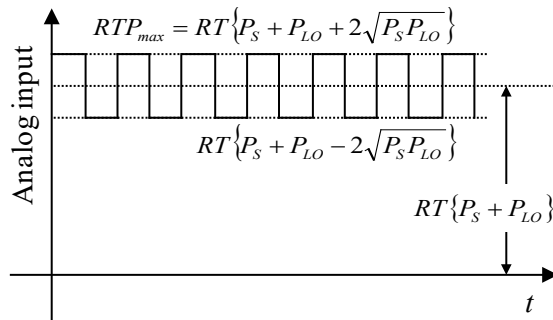 RTP_max = RT{P_S + P_LO + 2√(P_S P_LO)}
Analog input
RT{P_S + P_LO − 2√(P_S P_LO)}
RT{P_S + P_LO}
t